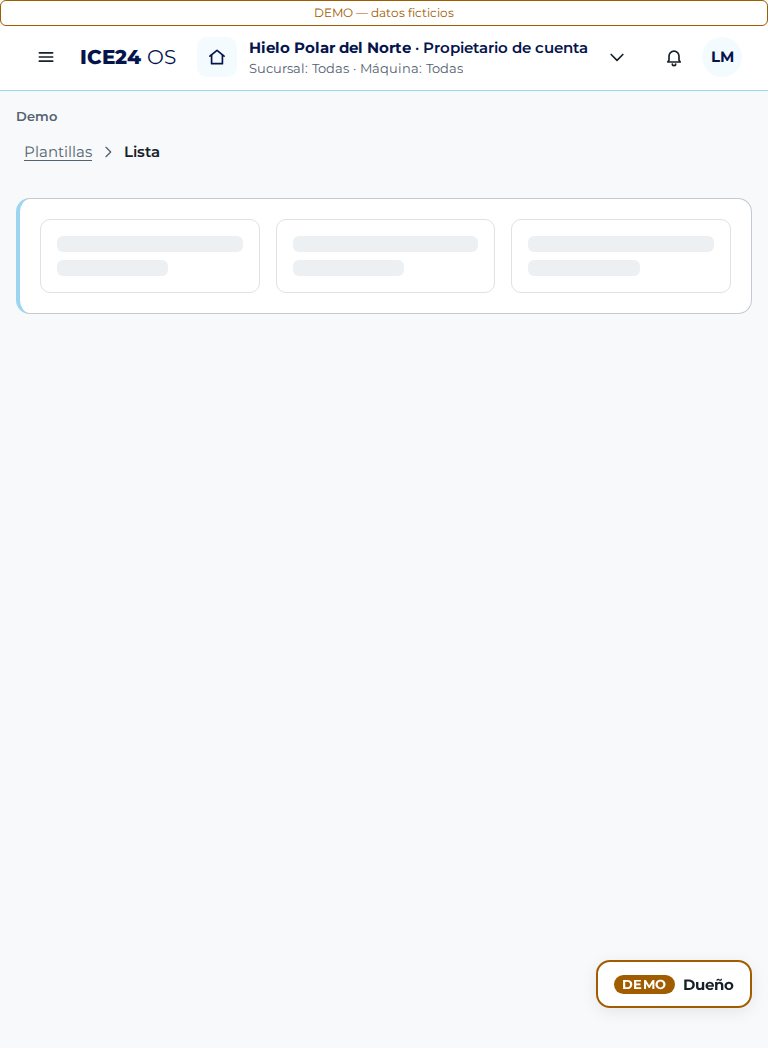 DEMO — datos ficticios
ICE24 OS
Hielo Polar del Norte · Propietario de cuenta
Sucursal: Todas · Máquina: Todas
LM
Demo
Plantillas
Lista
DEMO Dueño